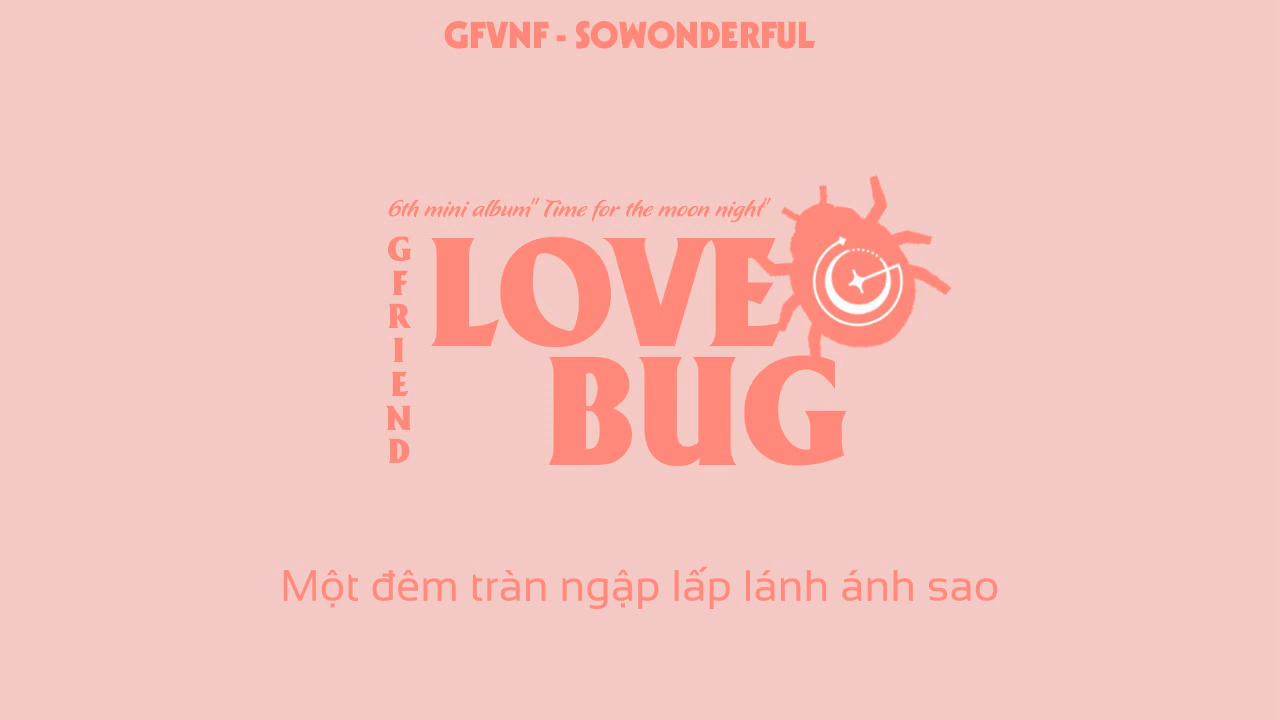 GFVNF - SOWONDERFUL
6th mini album" Time for the moon night"
GFRIEND
LOVE
BUG
Một đêm tràn ngập lấp lánh ánh sao